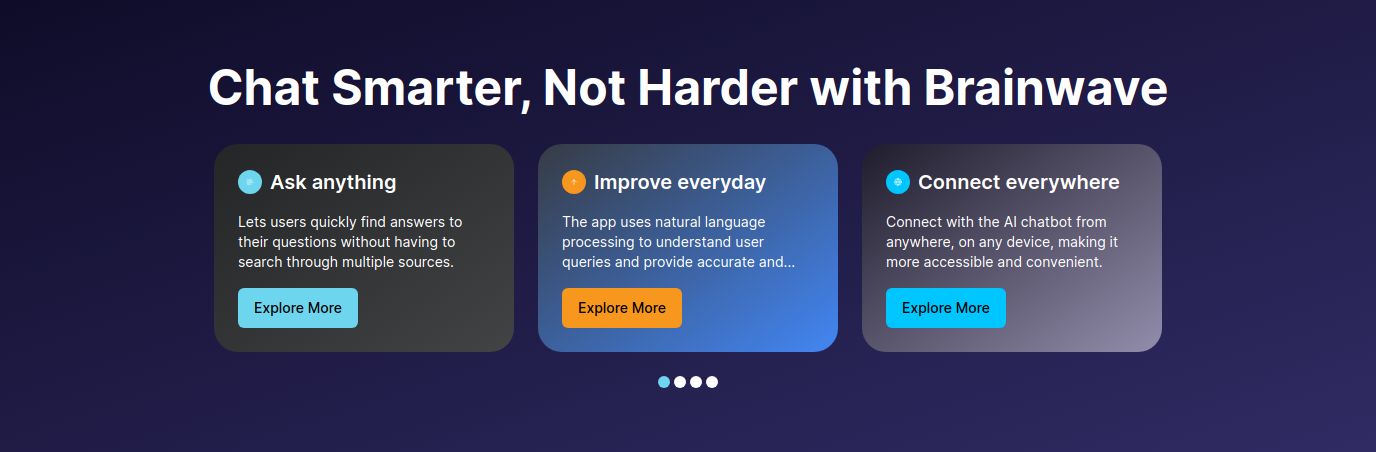 Chat Smarter, Not Harder with Brainwave
Ask anything
Lets users quickly find answers to
their questions without having to
search through multiple sources.
Explore More
Improve everyday
The app uses natural language
processing to understand user
queries and provide accurate and...
Explore More
Connect everywhere
Connect with the AI chatbot from
anywhere, on any device, making it
more accessible and convenient.
Explore More